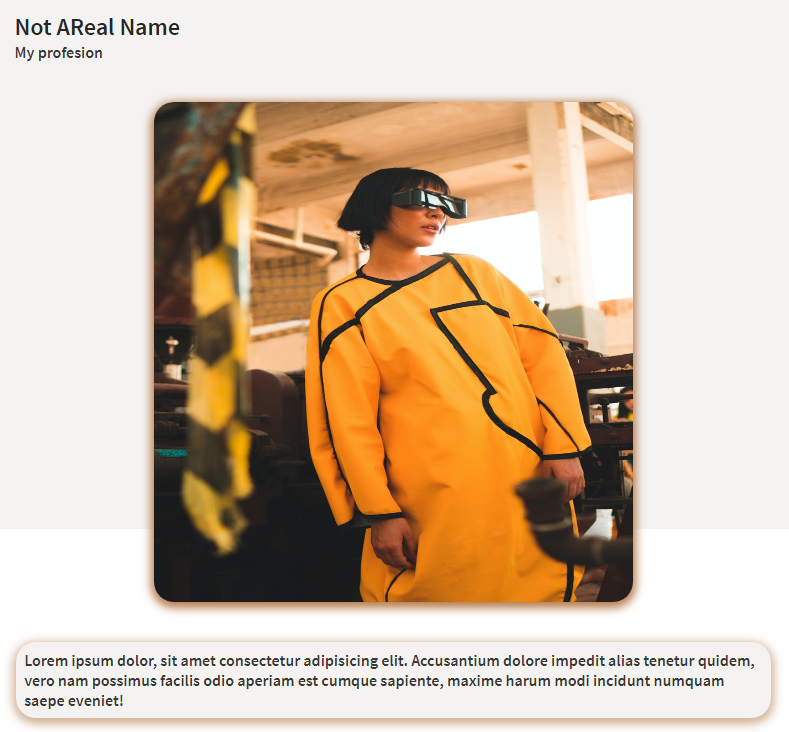 Not AReal Name
My profesion
Lorem ipsum dolor, sit amet consectetur adipisicing elit. Accusantium dolore impedit alias tenetur quidem,
vero nam possimus facilis odio aperiam est cumque sapiente, maxime harum modi incidunt numquam
saepe eveniet!